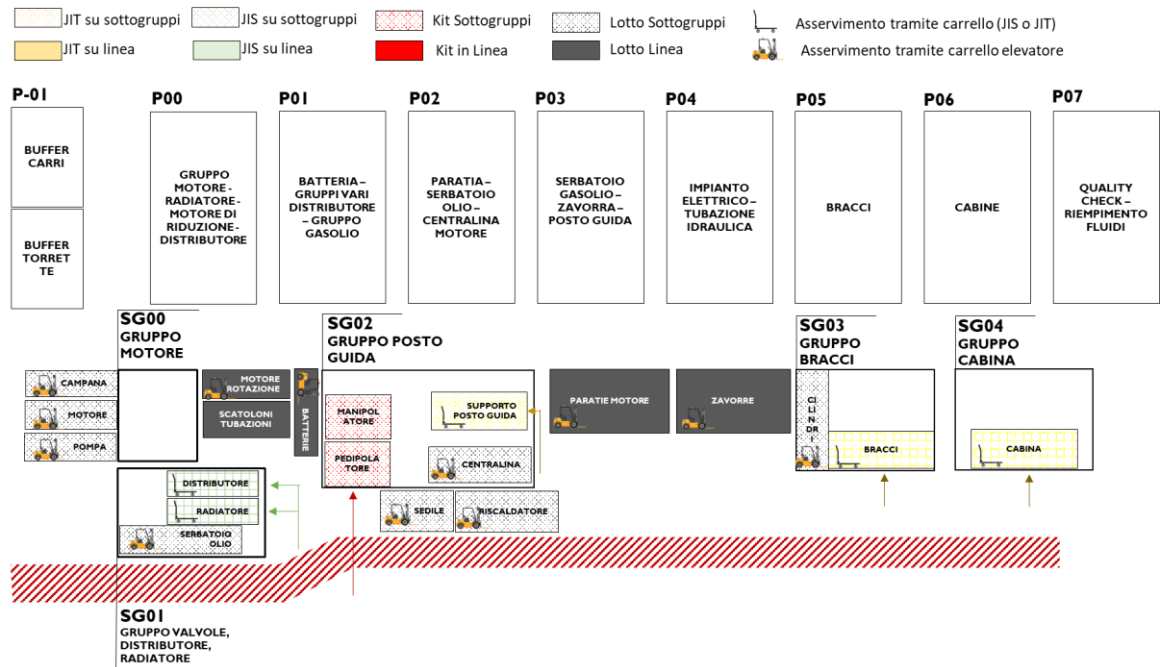 JIT su sottogruppi
JIS su sottogruppi
Kit Sottogruppi
Lotto Sottogruppi
Asservimento tramite carrello (JIS o JIT)
JIT su linea
JIS su linea
Kit in Linea
Lotto Linea
Asservimento tramite carrello elevatore
P-01
P00
P01
P02
P03
P04
P05
P06
P07
BUFFER
CARRI
BUFFER
TORRET
TE
GRUPPO
MOTORE -
RADIATORE -
MOTORE DI
RIDUZIONE -
DISTRIBUTORE
BATTERIA –
GRUPPI VARI
DISTRIBUTORE
– GRUPPO
GASOLIO
PARATIA –
SERBATOIO
OLIO –
CENTRALINA
MOTORE
SERBATOIO
GASOLIO –
ZAVORRA –
POSTO GUIDA
IMPIANTO
ELETTRICO –
TUBAZIONE
IDRAULICA
BRACCI
CABINE
QUALITY
CHECK –
RIEMPIMENTO
FLUIDI
SG00
GRUPPO
MOTORE
SG02
GRUPPO POSTO
GUIDA
SG03
GRUPPO
BRACCI
SG04
GRUPPO
CABINA
CAMPANA
MOTORE
POMPA
MOTORE
ROTAZIONE
SCATOLONI
TUBAZIONI
BATTERIE
MANIPOL
ATORE
PEDIPOLA
TORE
SUPPORTO
POSTO GUIDA
CENTRALINA
SEDILE
RISCALDATORE
PARATIE MOTORE
ZAVORRE
CILINDRI
BRACCI
CABINA
DISTRIBUTORE
RADIATORE
SERBATOIO
OLIO
SG01
GRUPPO VALVOLE,
DISTRIBUTORE,
RADIATORE